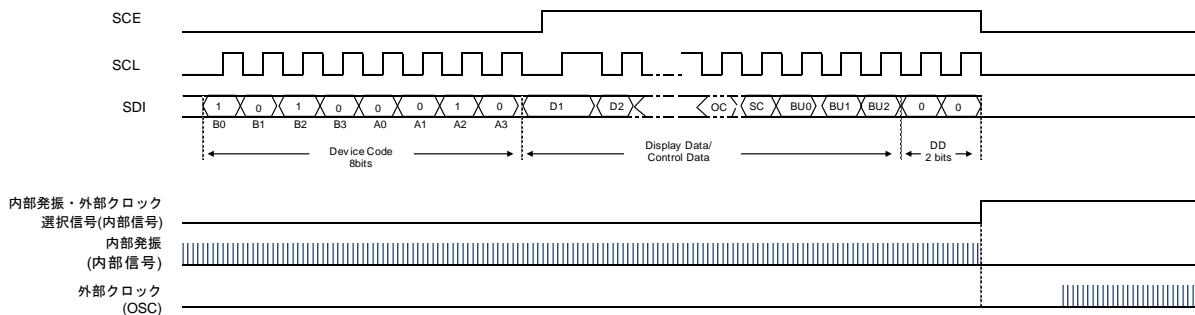 SCE
SCL
SDI
1 0 1 0 0 0 1 0 D1 D2 OC SC BU0 BU1 BU2 0 0
B0 B1 B2 B3 A0 A1 A2 A3
Device Code
8bits
Display Data/
Control Data
DD
2 bits
内部発振・外部クロック
選択信号(内部信号)
内部発振
(内部信号)
外部クロック
(OSC)